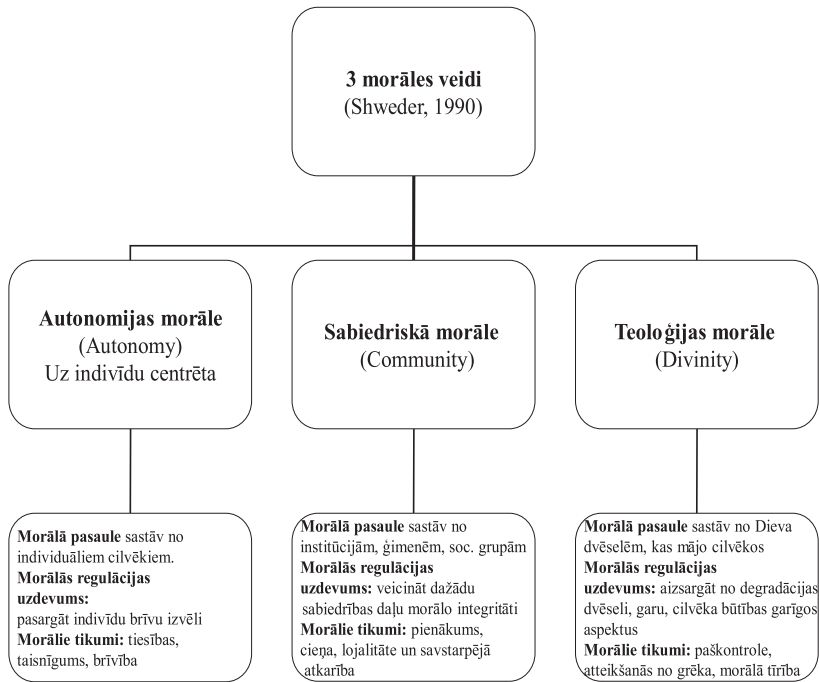 3 morāles veidi
(Shweder, 1990)
Autonomijas morāle
(Autonomy)
Uz indivīdu centrēta
Sabiedriskā morāle
(Community)
Teoloģijas morāle
(Divinity)
Morālā pasaule sastāv no
individuāliem cilvēkiem.
Morālās regulācijas
uzdevums:
pasargāt indivīdu brīvu izvēli
Morālie tikumi: tiesības,
taisnīgums, brīvība
Morālā pasaule sastāv no
institūcijām, ģimenēm, soc. grupām
Morālās regulācijas
uzdevums: veicināt dažādu
sabiedrības daļu morālo integritāti
Morālie tikumi: pienākums,
cieņa, lojalitāte un savstarpējā
atkarība
Morālā pasaule sastāv no Dieva
dvēselēm, kas mājo cilvēkos
Morālās regulācijas
uzdevums: aizsargāt no degradācijas
dvēseli, garu, cilvēka būtības garīgos
aspektus
Morālie tikumi: paškontrole,
atteikšanās no grēka, morālā tīrība